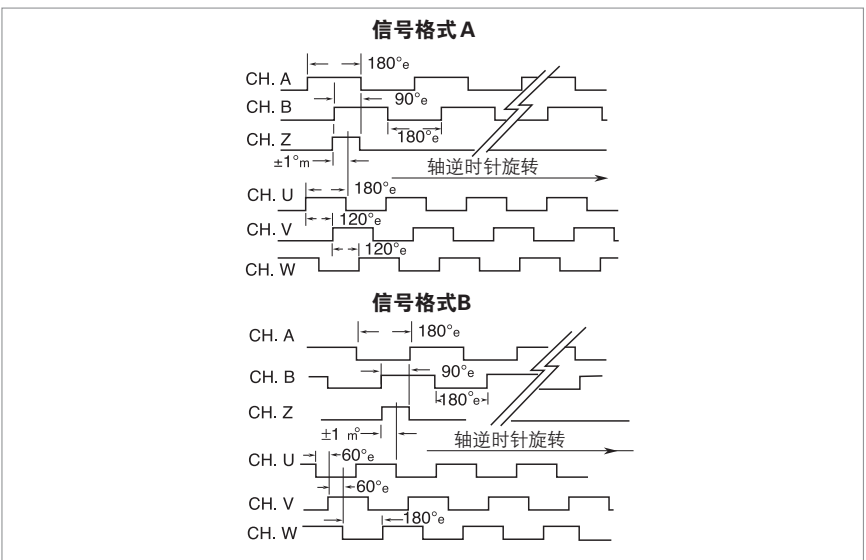 信号格式A
180°e
CH. A
90°e
CH. B
180°e
CH. Z
±1°m
轴逆时针旋转
180°e
CH. U
120°e
CH. V
120°e
CH. W
信号格式B
180°e
CH. A
90°e
CH. B
180°e
CH. Z
±1 m°
轴逆时针旋转
60°e
CH. U
60°e
CH. V
180°e
CH. W